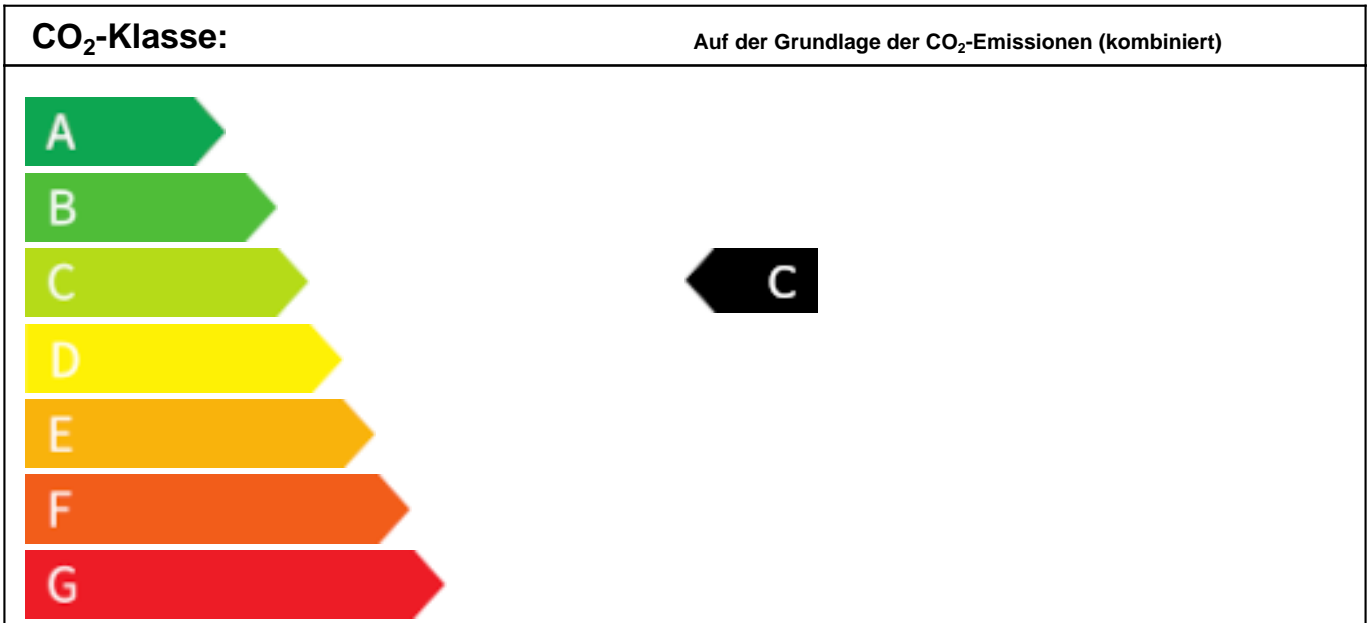 CO₂-Klasse: Auf der Grundlage der CO₂-Emissionen (kombiniert)
A
B
C C
D
E
F
G